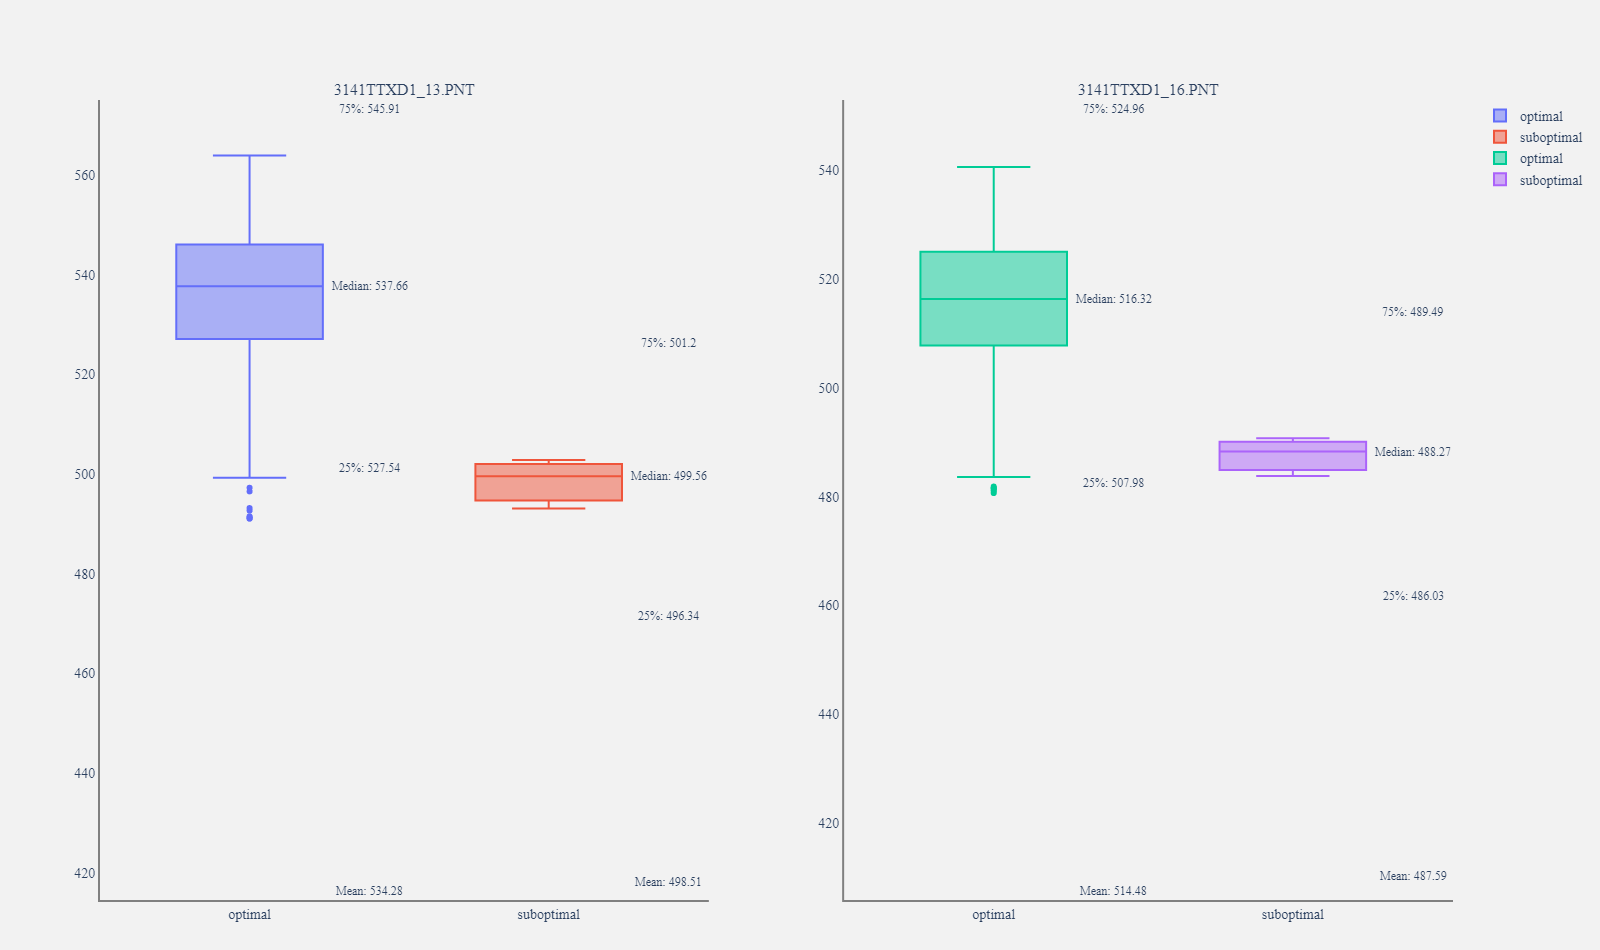 3141TTXD1_13.PNT
75%: 545.91
560
540
Median: 537.66
75%: 501.2
520
25%: 527.54
500
Median: 499.56
480
25%: 496.34
460
440
420
Mean: 498.51
Mean: 534.28
optimal
suboptimal
3141TTXD1_16.PNT
75%: 524.96
540
520
Median: 516.32
75%: 489.49
500
Median: 488.27
25%: 507.98
480
25%: 486.03
460
440
420
Mean: 487.59
Mean: 514.48
optimal
suboptimal
optimal
suboptimal
optimal
suboptimal